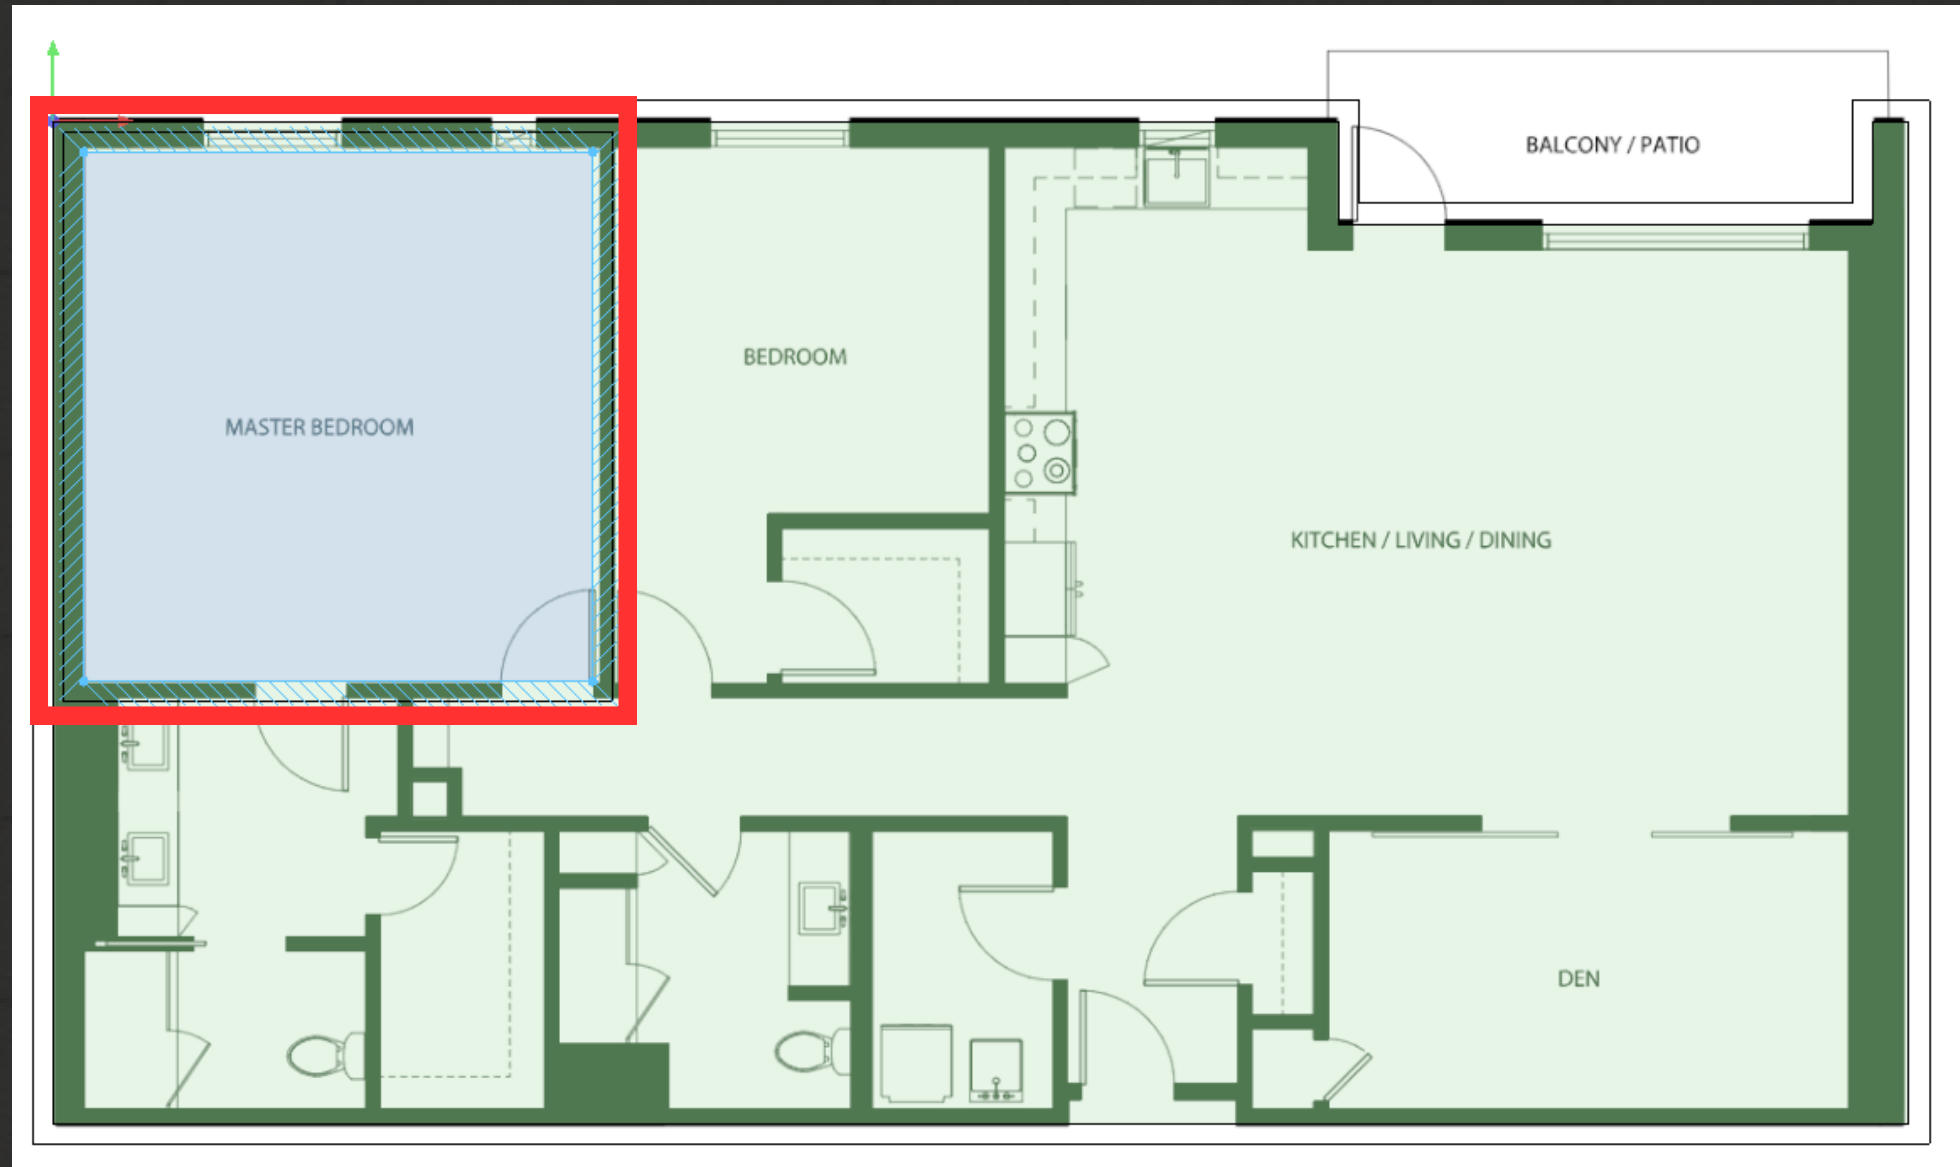 BALCONY / PATIO
BEDROOM
MASTER BEDROOM
KITCHEN / LIVING / DINING
DEN